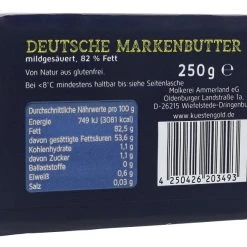 DEUTSCHE MARKENBUTTER
mildgesäuert, 82 % Fett
Von Natur aus glutenfrei.
250 g ℮
Bei <8°C mindestens haltbar bis siehe Seitenlasche
Molkerei Ammerland eG
Oldenburger Landstraße 1a,
D-26215 Wiefelstede-Dringenburg
www.kuestengold.de
Durchschnittliche Nährwerte pro 100 g
Energie 749 kJ (3081 kcal)
Fett 82,5 g
davon gesättigte Fettsäuren 53,6 g
Kohlenhydrate 1,1 g
davon Zucker 1,1 g
Ballaststoffe 0 g
Eiweiß 0,6 g
Salz 0,03 g
4 250426 203493